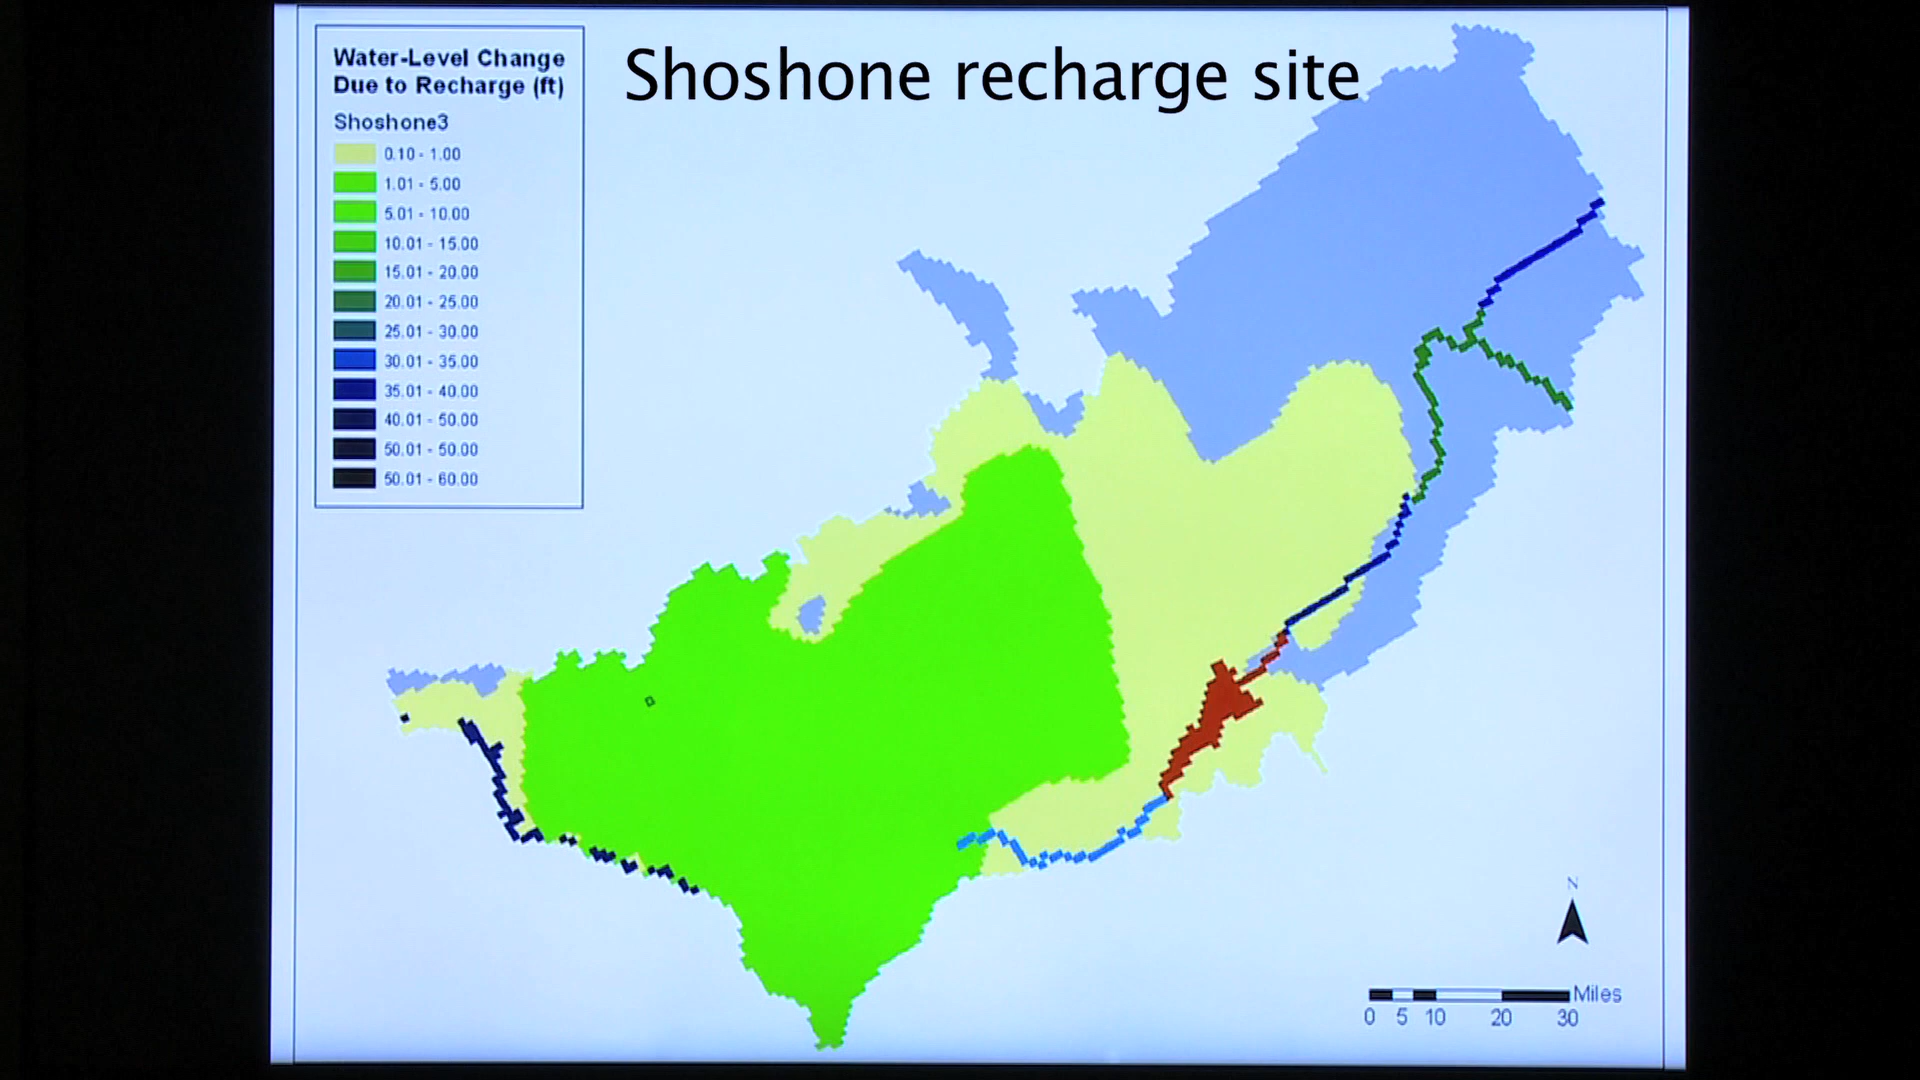 Shoshone recharge site
Water-Level Change
Due to Recharge (ft)
Shoshone3
0.10 - 1.00
1.01 - 5.00
5.01 - 10.00
10.01 - 15.00
15.01 - 20.00
20.01 - 25.00
25.01 - 30.00
30.01 - 35.00
35.01 - 40.00
40.01 - 50.00
50.01 - 50.00
50.01 - 60.00
N
Miles
0 5 10 20 30